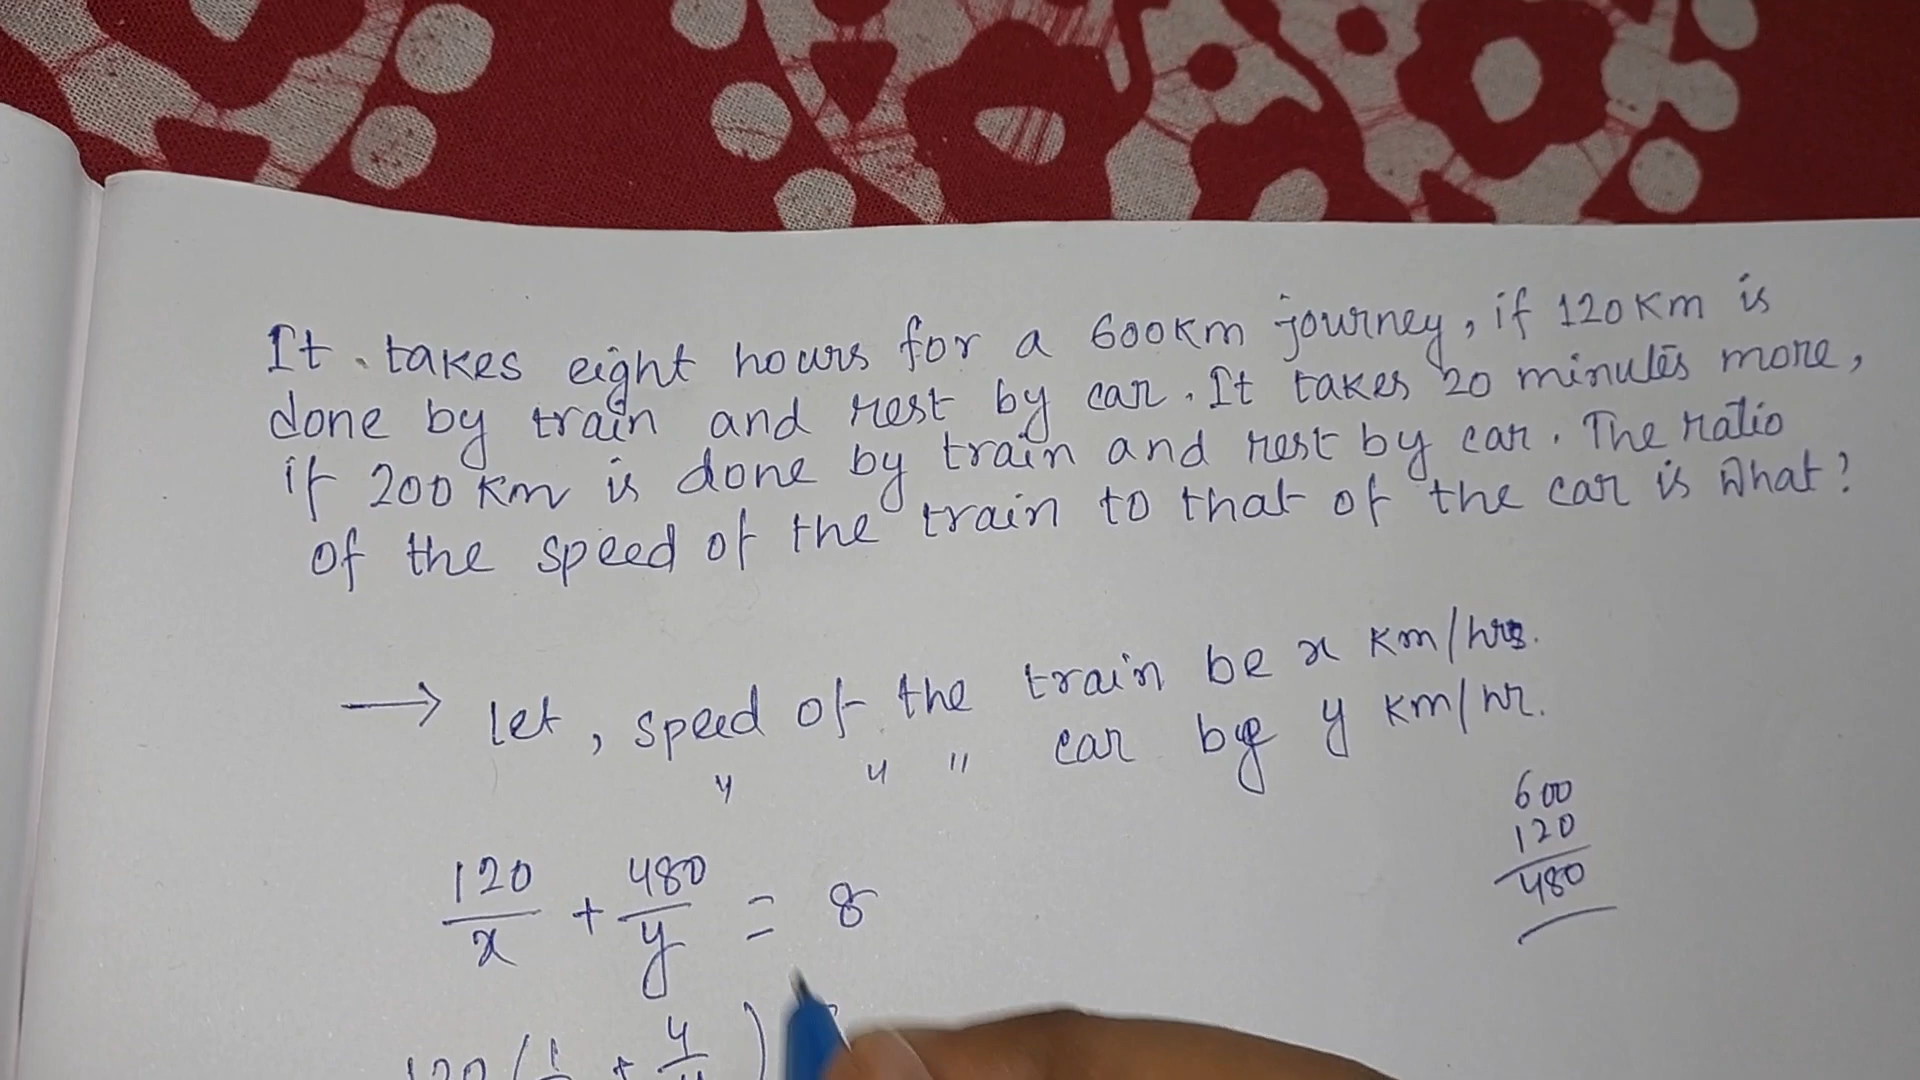 It takes eight hours for a 600km journey, if 120km is
done by train and rest by car. It takes 20 minutes more,
if 200 km is done by train and rest by car. The ratio
of the speed of the train to that of the car is what?
→ let, speed of the train be x km/hrs.
" " " car be y km/hr.
600
120
480
120/x + 480/y = 8
120 ( 1 + 4